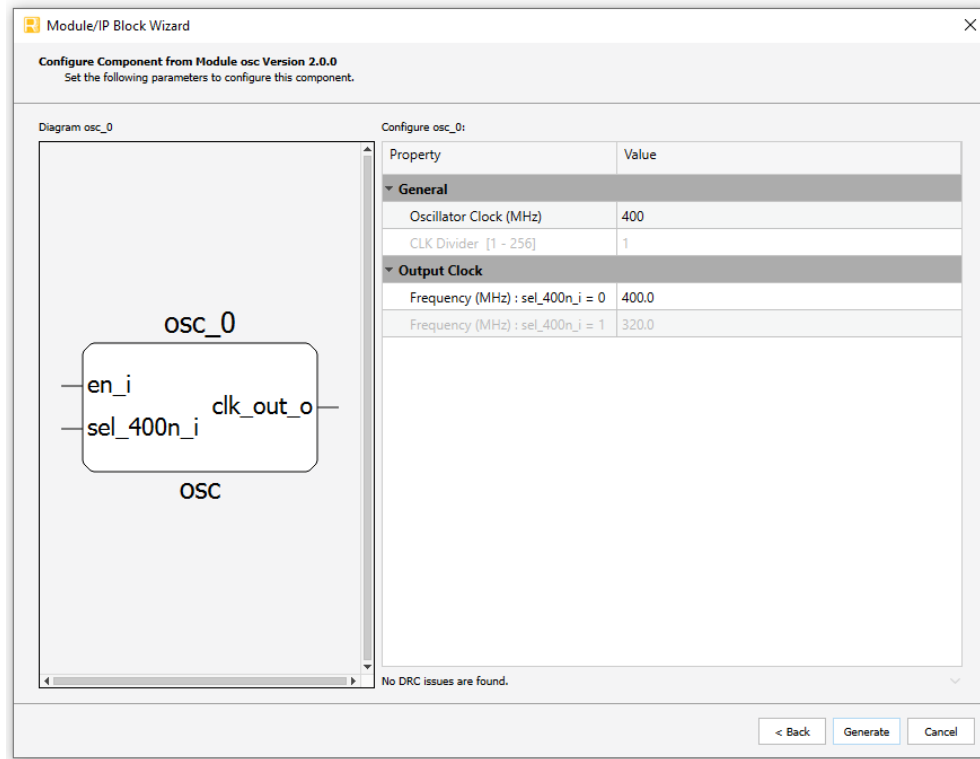 Module/IP Block Wizard
Configure Component from Module osc Version 2.0.0
Set the following parameters to configure this component.
Diagram osc_0
osc_0
en_i
sel_400n_i
clk_out_o
osc
Configure osc_0:
Property Value
General
Oscillator Clock (MHz) 400
CLK Divider [1 - 256] 1
Output Clock
Frequency (MHz) : sel_400n_i = 0 400.0
Frequency (MHz) : sel_400n_i = 1 320.0
No DRC issues are found.
< Back Generate Cancel